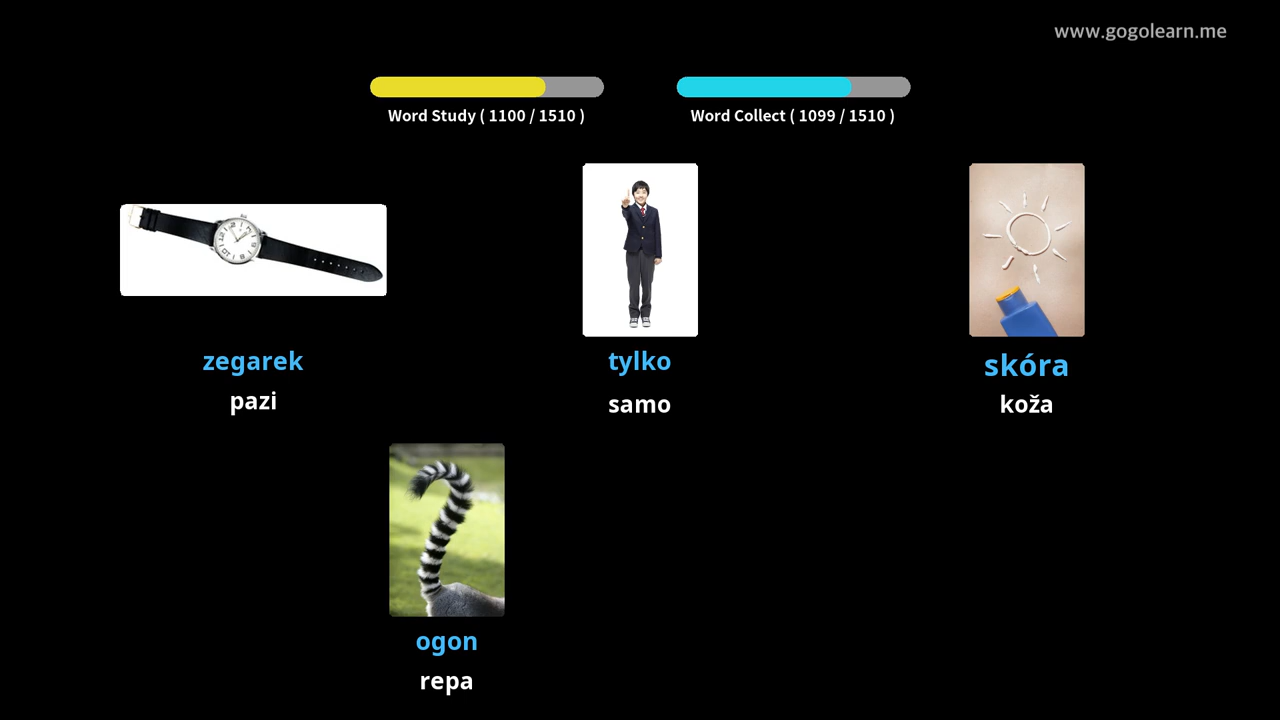 www.gogolearn.me
Word Study ( 1100 / 1510 )
Word Collect ( 1099 / 1510 )
zegarek
pazi
tylko
samo
skóra
koža
ogon
repa